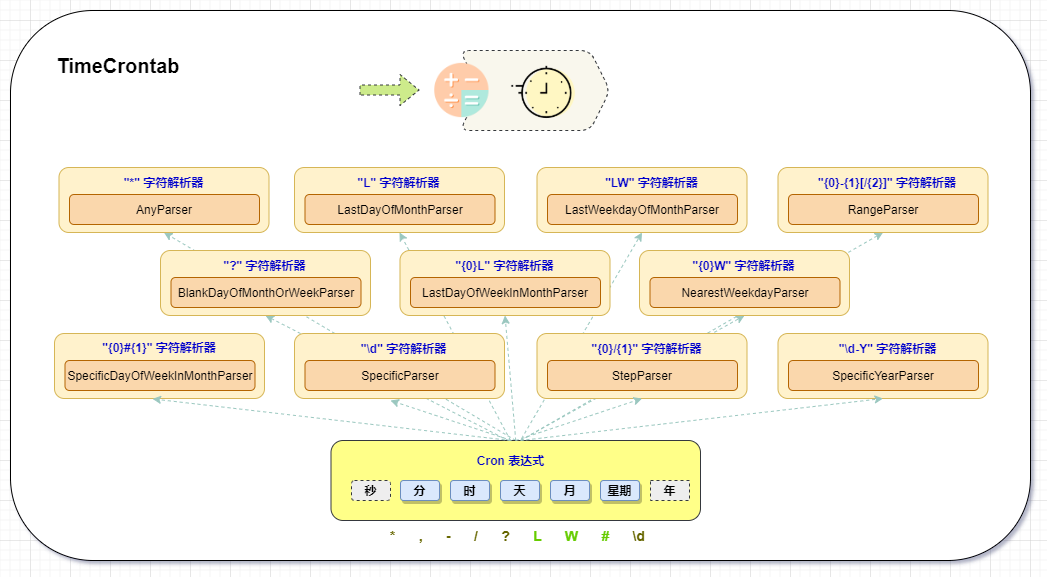 TimeCrontab
"*" 字符解析器
AnyParser
"L" 字符解析器
LastDayOfMonthParser
"LW" 字符解析器
LastWeekdayOfMonthParser
"{0}-{1}[/{2}]" 字符解析器
RangeParser
"?" 字符解析器
BlankDayOfMonthOrWeekParser
"{0}L" 字符解析器
LastDayOfWeekInMonthParser
"{0}W" 字符解析器
NearestWeekdayParser
"{0}#{1}" 字符解析器
SpecificDayOfWeekInMonthParser
"\d" 字符解析器
SpecificParser
"{0}/{1}" 字符解析器
StepParser
"\d-Y" 字符解析器
SpecificYearParser
Cron 表达式
秒 分 时 天 月 星期 年
* , - / ? L W # \d